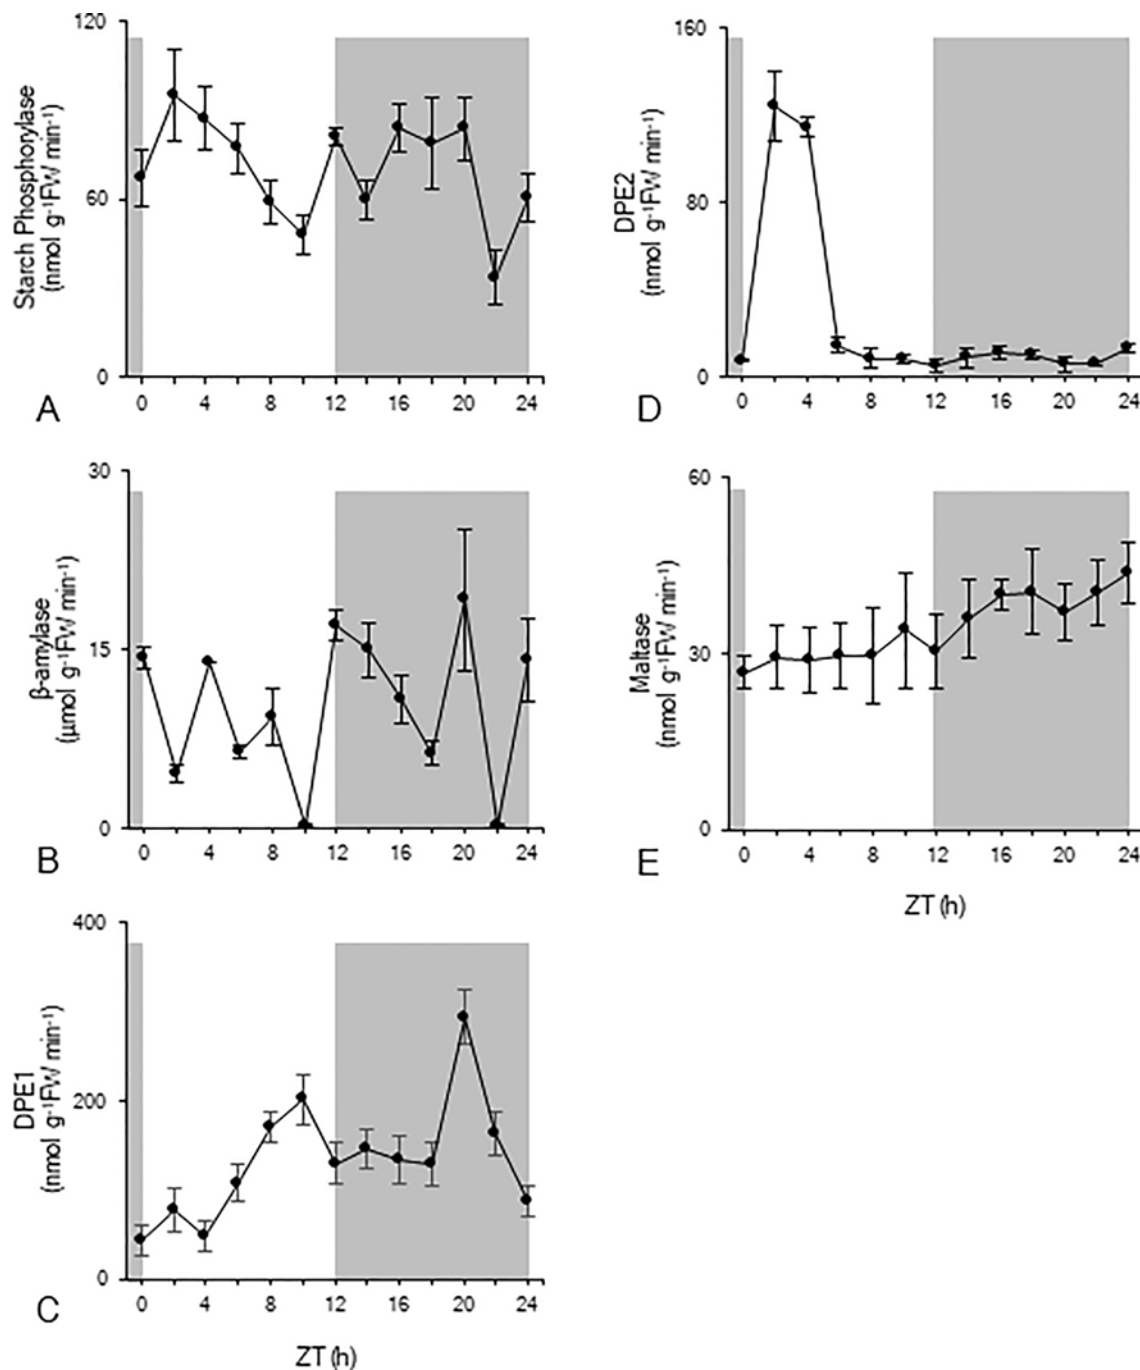 120
60
0
Starch Phosphorylase
(nmol g⁻¹FW min⁻¹)
0 4 8 12 16 20 24
A
160
80
0
DPE2
(nmol g⁻¹FW min⁻¹)
0 4 8 12 16 20 24
D
30
15
0
β-amylase
(μmol g⁻¹FW min⁻¹)
0 4 8 12 16 20 24
B
60
30
0
Maltase
(nmol g⁻¹FW min⁻¹)
0 4 8 12 16 20 24
E
ZT (h)
400
200
0
DPE1
(nmol g⁻¹FW min⁻¹)
0 4 8 12 16 20 24
C
ZT (h)